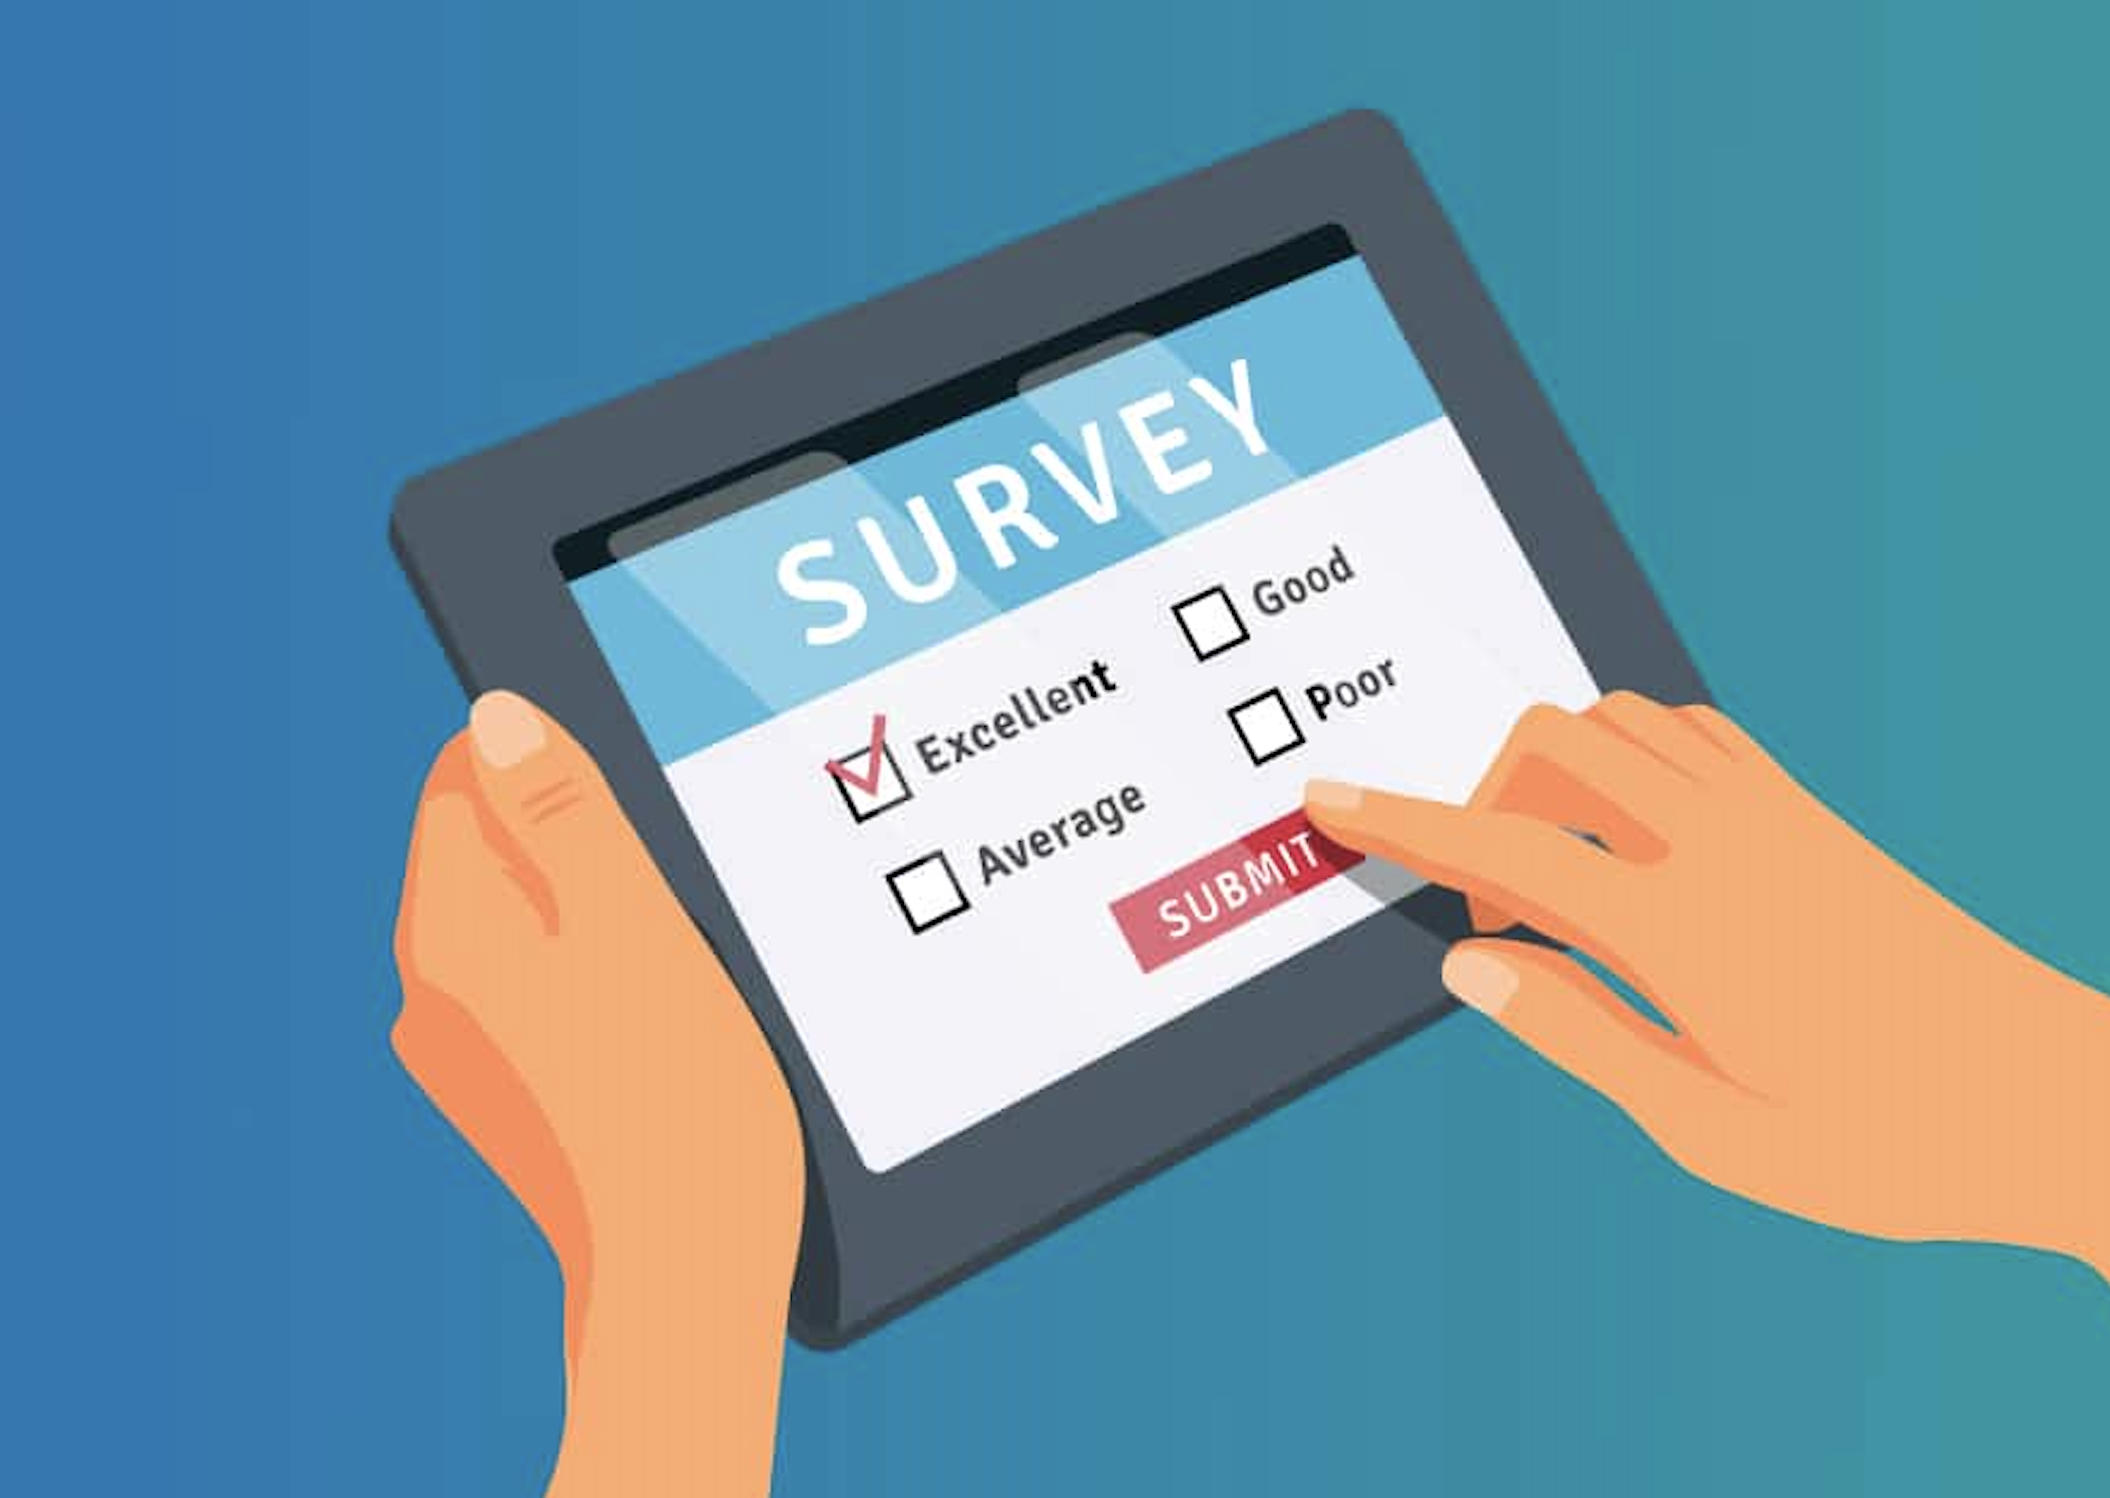 SURVEY
Excellent
Good
Average
Poor
SUBMIT